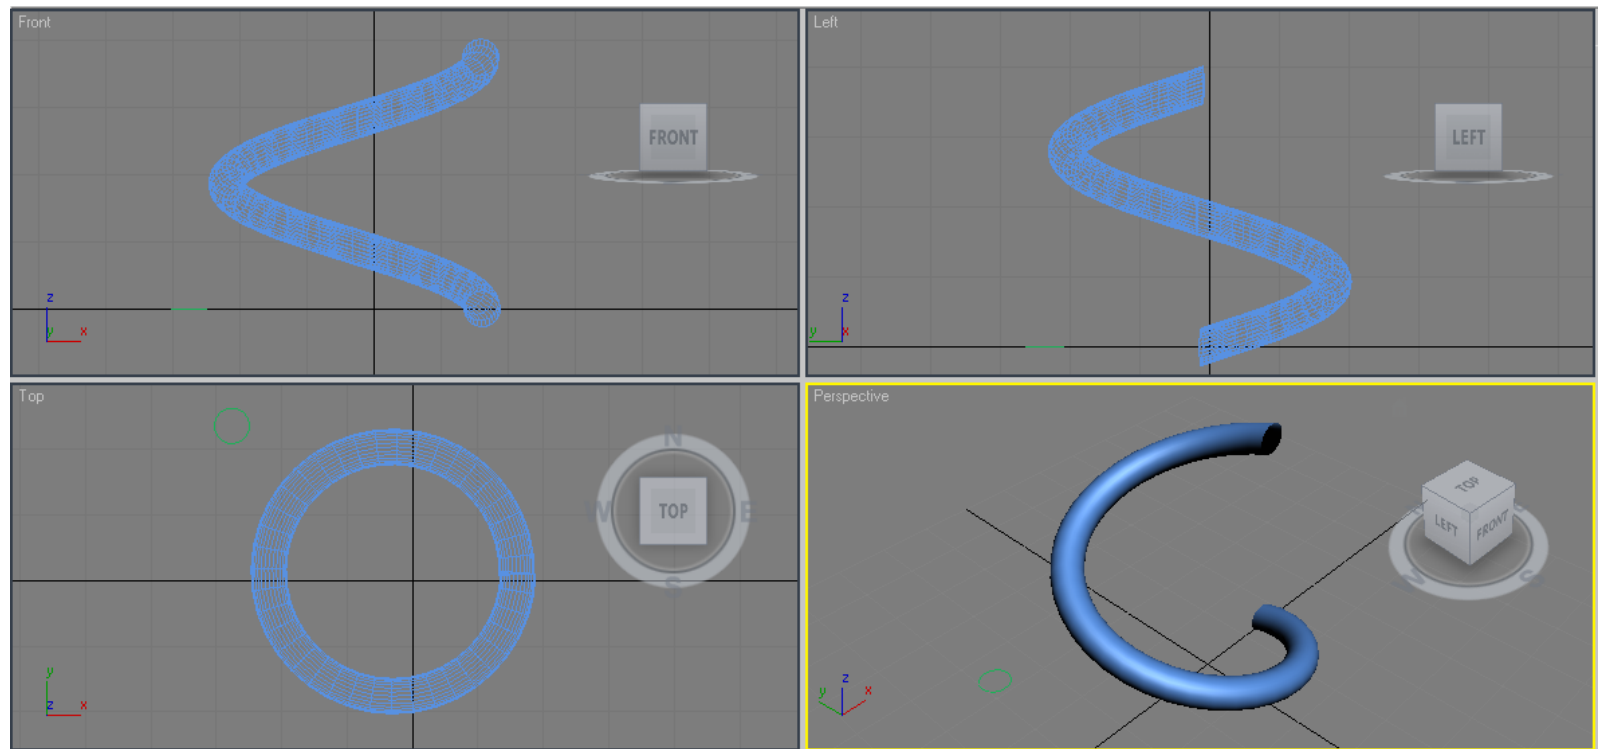 Front
FRONT
z
y
x
Left
LEFT
z
y
x
Top
N
W
TOP
E
S
y
z
x
Perspective
TOP
LEFT
FRONT
S
z
y
x